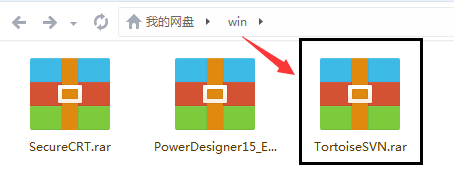 我的网盘 win
SecureCRT.rar PowerDesigner15_E... TortoiseSVN.rar